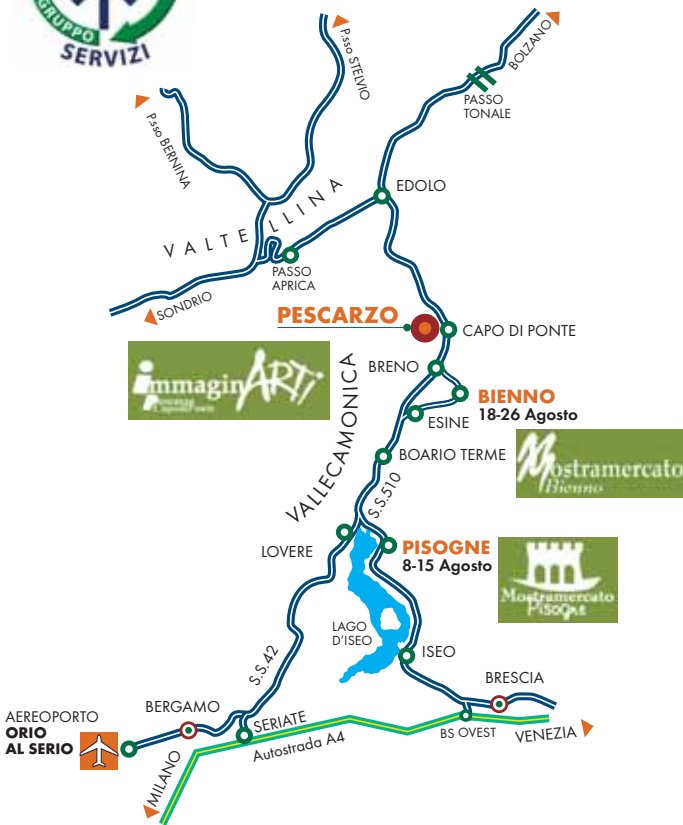 GRUPPO
SERVIZI
P.sso STELVIO
BOLZANO
P.sso BERNINA
PASSO
TONALE
EDOLO
VALTELLINA
PASSO
APRICA
SONDRIO
PESCARZO
CAPO DI PONTE
immaginARTi
BRENO
BIENNO
18-26 Agosto
ESINE
VALLECAMONICA
BOARIO TERME
Mostramercato
Bienno
S.S.510
LOVERE
PISOGNE
8-15 Agosto
Mostramercato
PISOGNE
LAGO
D'ISEO
ISEO
S.S.42
BRESCIA
BERGAMO
AEREOPORTO
ORIO
AL SERIO
SERIATE
Autostrada A4
BS OVEST
VENEZIA
MILANO